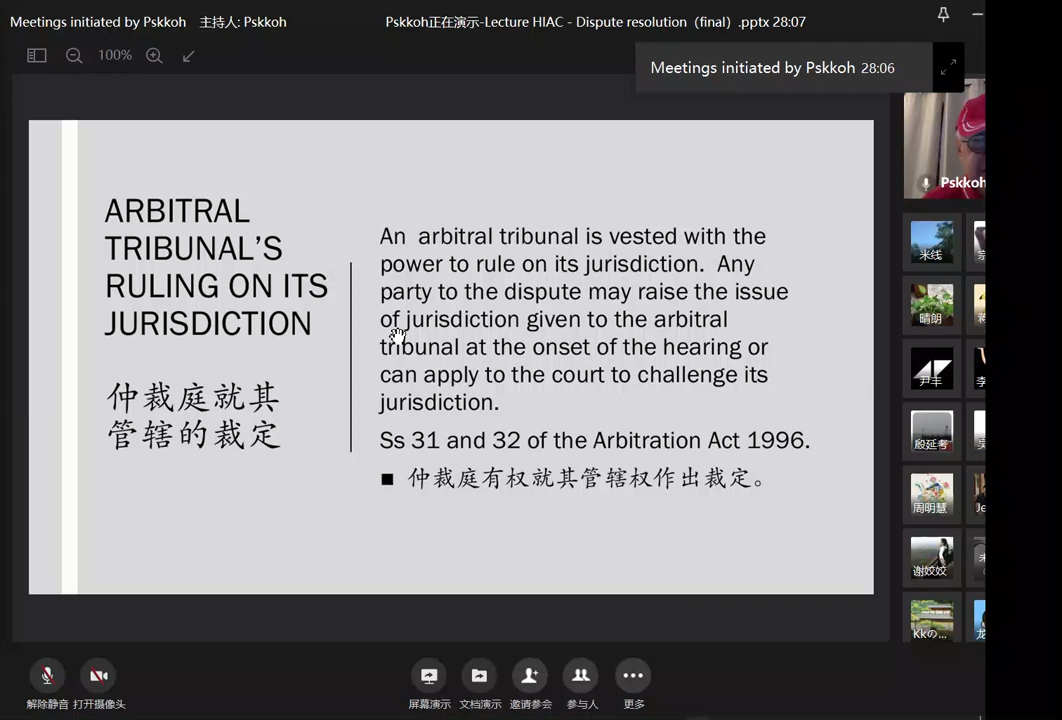 Meetings initiated by Pskkoh 主持人: Pskkoh
Pskkoh正在演示-Lecture HIAC - Dispute resolution（final）.pptx 28:07
100%
Meetings initiated by Pskkoh 28:06
ARBITRAL
TRIBUNAL’S
RULING ON ITS
JURISDICTION
仲裁庭就其
管辖的裁定
An arbitral tribunal is vested with the
power to rule on its jurisdiction. Any
party to the dispute may raise the issue
of jurisdiction given to the arbitral
tribunal at the onset of the hearing or
can apply to the court to challenge its
jurisdiction.
Ss 31 and 32 of the Arbitration Act 1996.
■ 仲裁庭有权就其管辖权作出裁定。
Pskkoh
米线
晴朗
尹丰
殷延考
周明慧
谢姣姣
Kkの...
解除静音 打开摄像头 屏幕演示 文档演示 邀请参会 参与人 更多